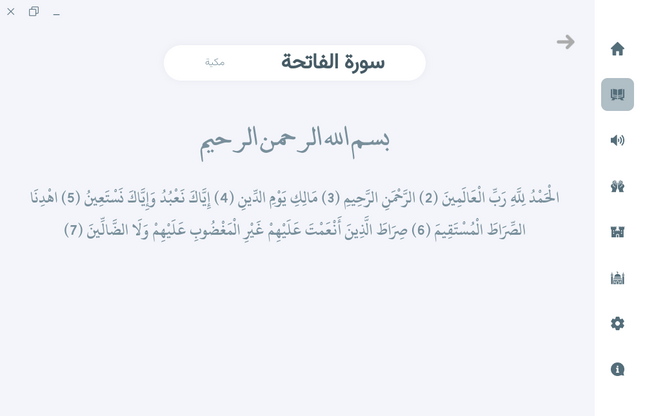 سورة الفاتحة
مكية
بسم الله الرحمن الرحيم
الْحَمْدُ لِلَّهِ رَبِّ الْعَالَمِينَ (2) الرَّحْمَٰنِ الرَّحِيمِ (3) مَالِكِ يَوْمِ الدِّينِ (4) إِيَّاكَ نَعْبُدُ وَإِيَّاكَ نَسْتَعِينُ (5) اهْدِنَا
الصِّرَاطَ الْمُسْتَقِيمَ (6) صِرَاطَ الَّذِينَ أَنْعَمْتَ عَلَيْهِمْ غَيْرِ الْمَغْضُوبِ عَلَيْهِمْ وَلَا الضَّالِّينَ (7)